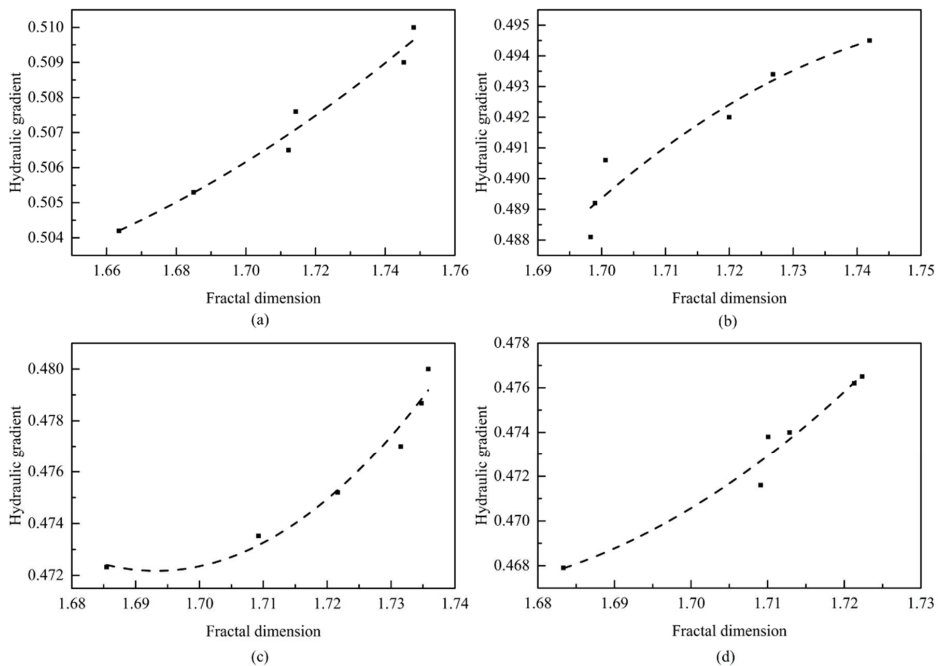 0.510
0.509
0.508
0.507
0.506
0.505
0.504
Hydraulic gradient
1.66 1.68 1.70 1.72 1.74 1.76
Fractal dimension
(a)
0.495
0.494
0.493
0.492
0.491
0.490
0.489
0.488
Hydraulic gradient
1.69 1.70 1.71 1.72 1.73 1.74 1.75
Fractal dimension
(b)
0.480
0.478
0.476
0.474
0.472
Hydraulic gradient
1.68 1.69 1.70 1.71 1.72 1.73 1.74
Fractal dimension
(c)
0.478
0.476
0.474
0.472
0.470
0.468
Hydraulic gradient
1.68 1.69 1.70 1.71 1.72 1.73
Fractal dimension
(d)